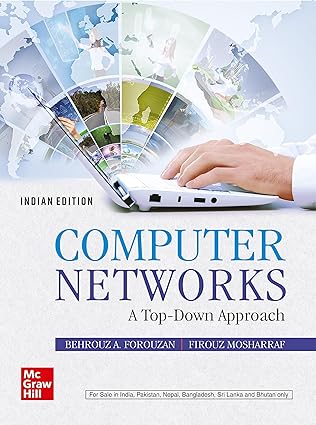 INDIAN EDITION
COMPUTER
NETWORKS
A Top-Down Approach
BEHROUZ A. FOROUZAN | FIROUZ MOSHARRAF
Mc
Graw
Hill
For Sale in India, Pakistan, Nepal, Bangladesh, Sri Lanka and Bhutan only